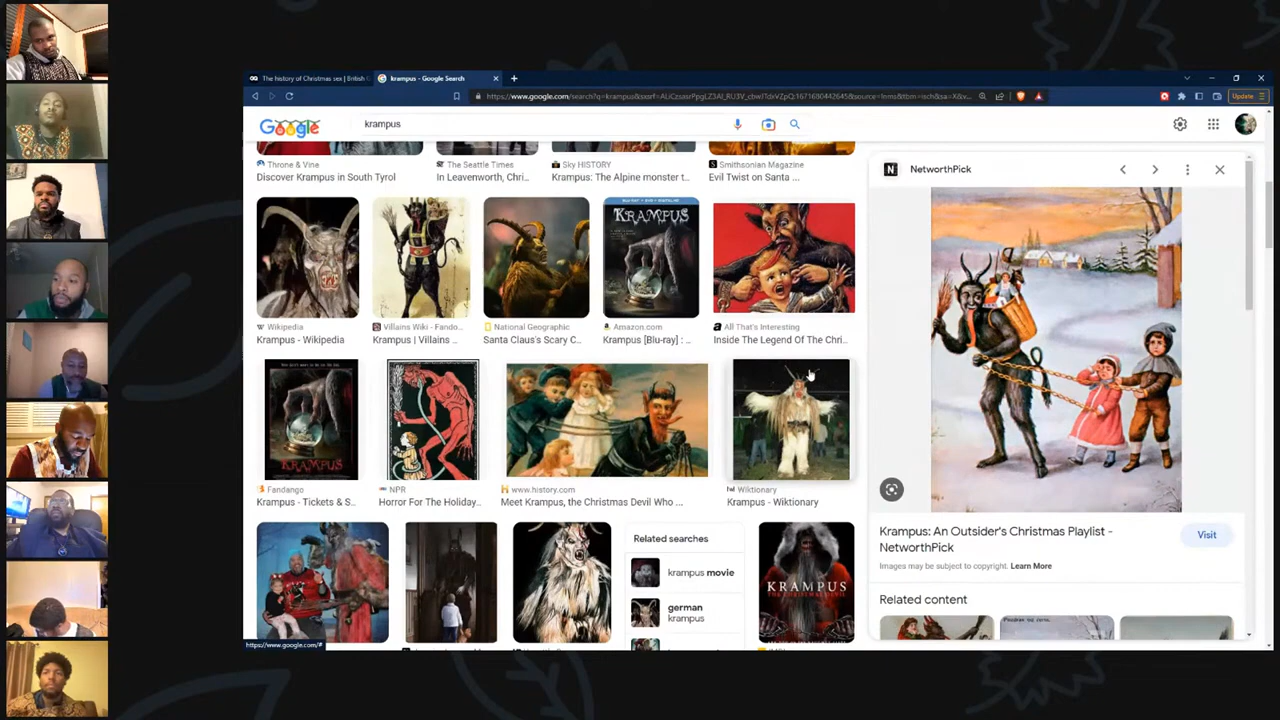 The history of Christmas sex | British
krampus - Google Search
Update
Google
krampus
Throne & Vine
Discover Krampus in South Tyrol
The Seattle Times
In Leavenworth, Chri...
Sky HISTORY
Krampus: The Alpine monster t...
Smithsonian Magazine
Evil Twist on Santa ...
KRAMPUS
Wikipedia
Krampus - Wikipedia
Villains Wiki - Fando...
Krampus | Villains ...
National Geographic
Santa Claus's Scary C...
Amazon.com
Krampus [Blu-ray] : ...
All That's Interesting
Inside The Legend Of The Chri...
KRAMPUS
Fandango
Krampus - Tickets & S...
NPR
Horror For The Holiday...
www.history.com
Meet Krampus, the Christmas Devil Who ...
Wiktionary
Krampus - Wiktionary
Related searches
krampus movie
german
krampus
KRAMPUS
https://www.google.com/#
N
NetworthPick
Krampus: An Outsider's Christmas Playlist -
NetworthPick
Visit
Images may be subject to copyright. Learn More
Related content